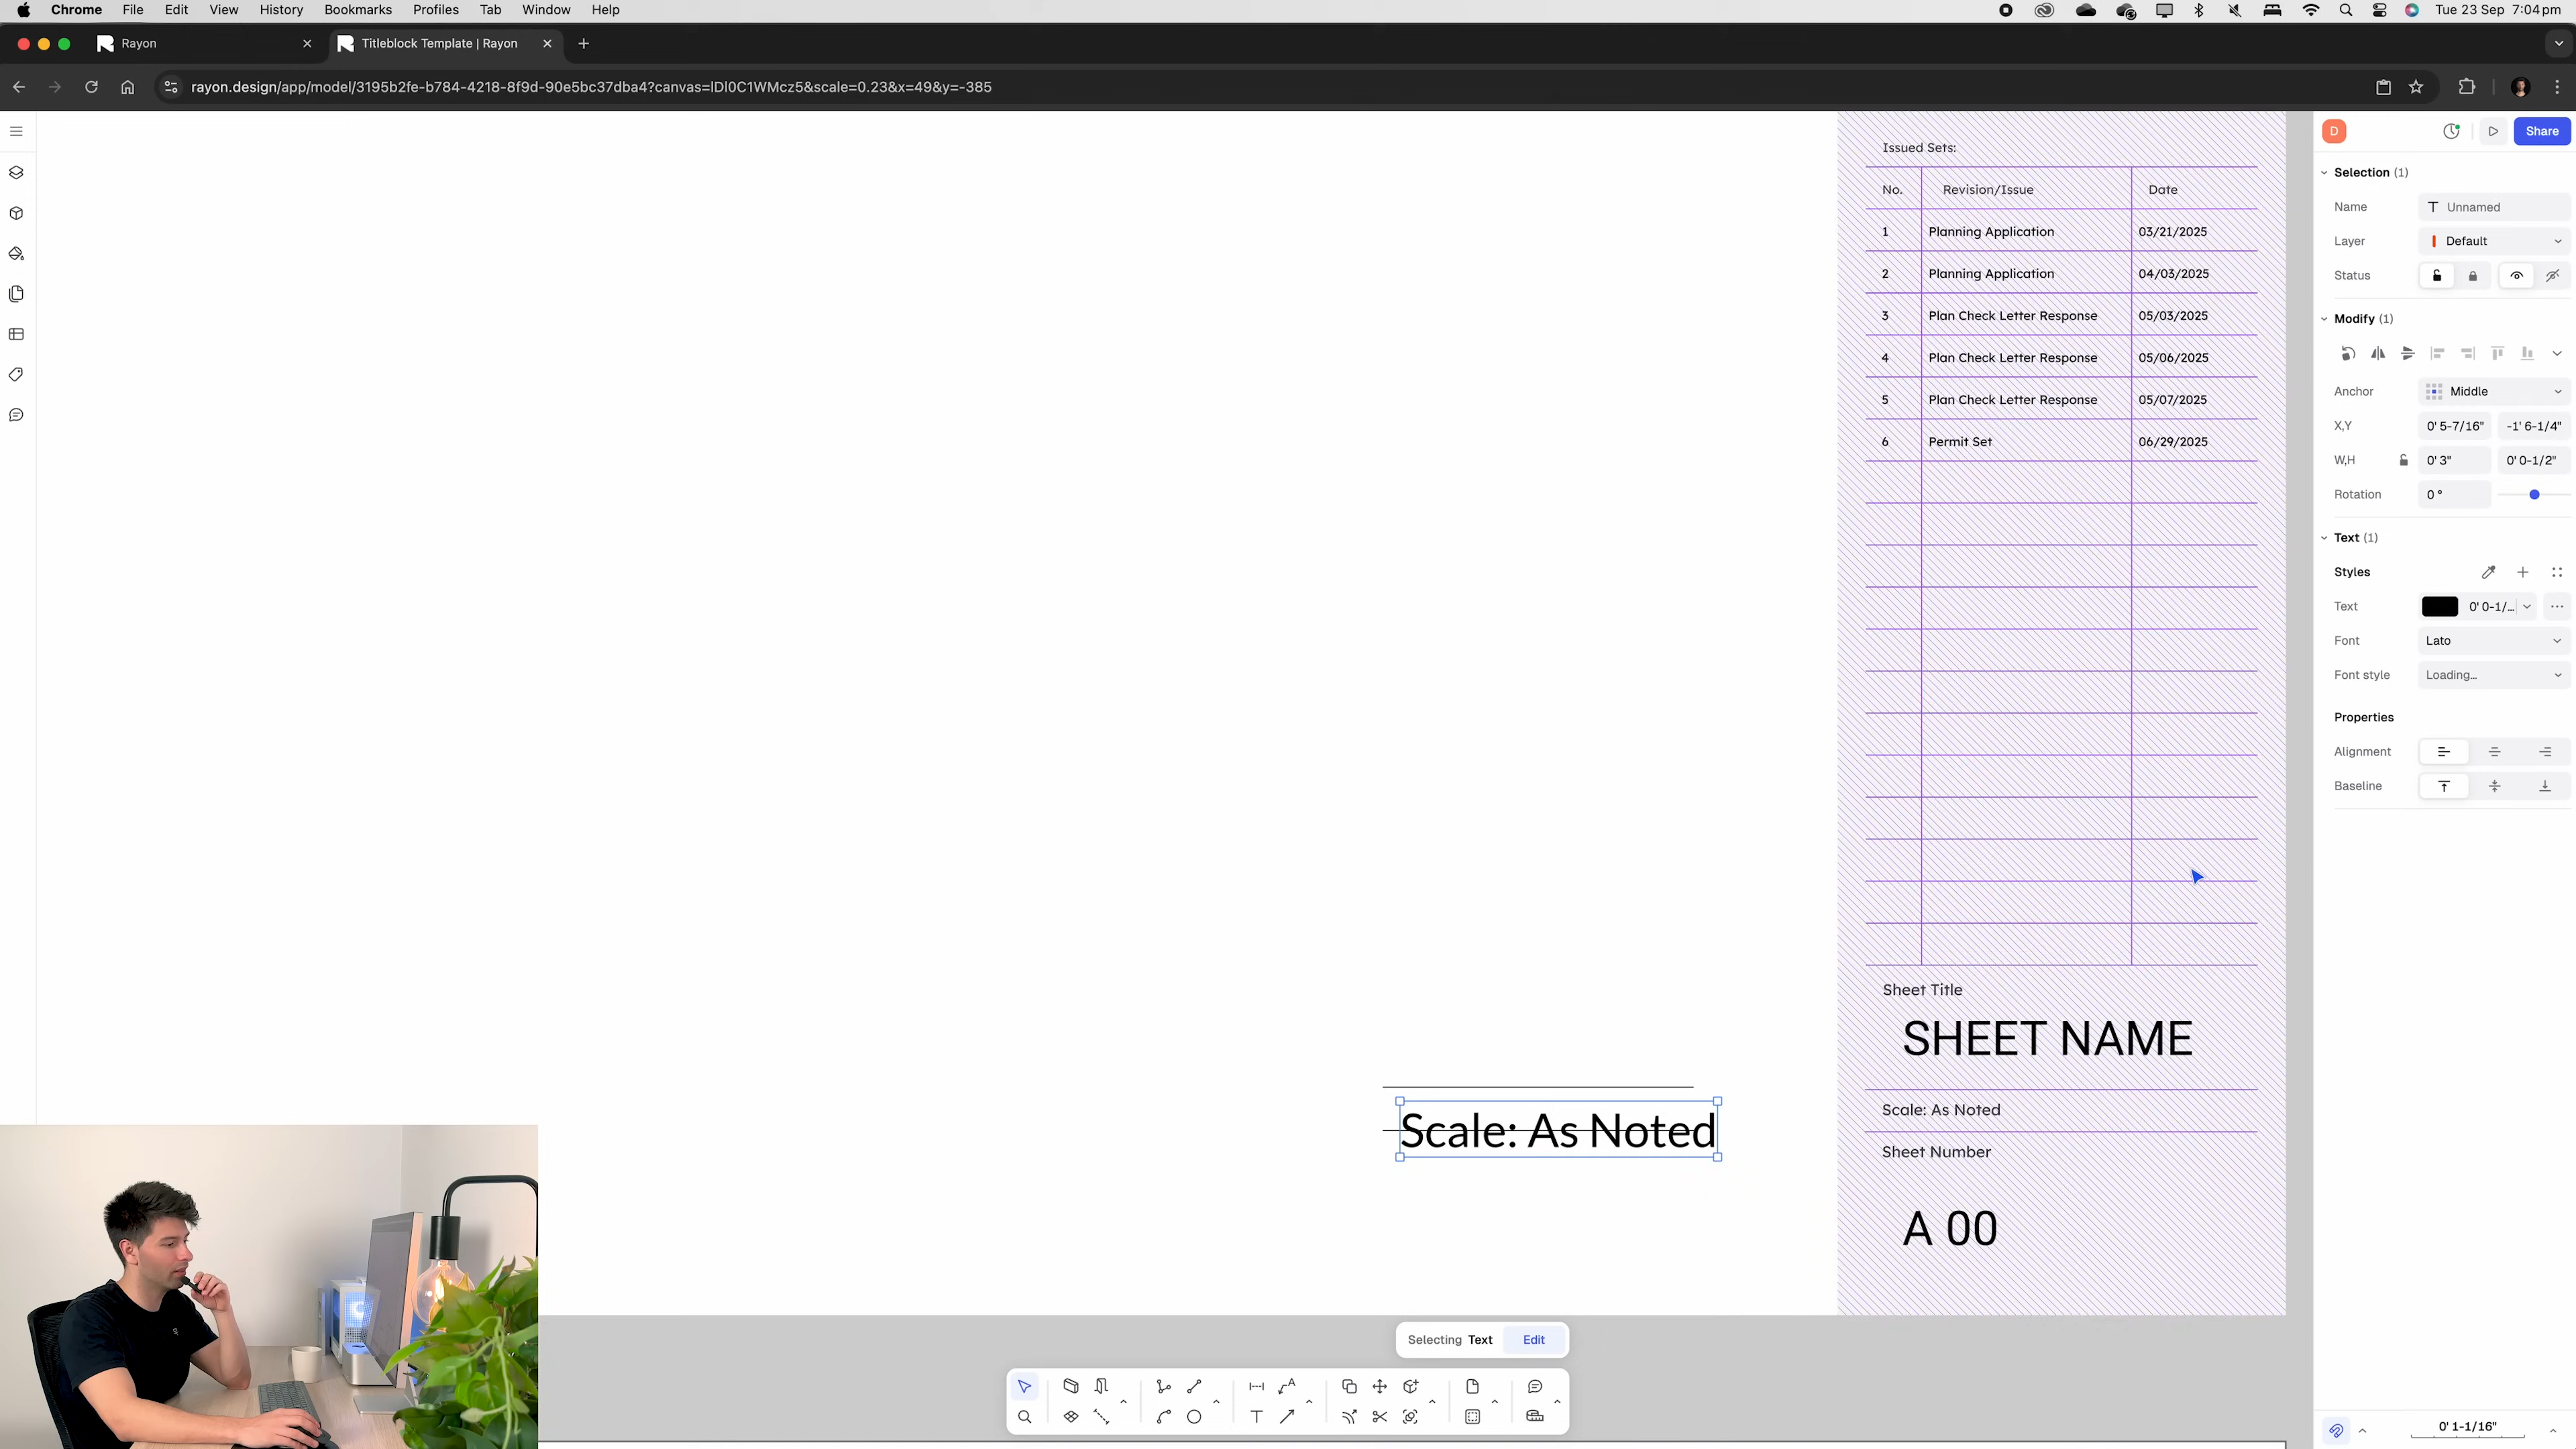 Chrome File Edit View History Bookmarks Profiles Tab Window Help
Tue 23 Sep 7:04 pm
Rayon
Titleblock Template | Rayon
rayon.design/app/model/3195b2fe-b784-4218-8f9d-90e5bc37dba4?canvas=lDl0C1WMcz5&scale=0.23&x=49&y=-385
Issued Sets:
No. Revision/Issue Date
1 Planning Application 03/21/2025
2 Planning Application 04/03/2025
3 Plan Check Letter Response 05/03/2025
4 Plan Check Letter Response 05/06/2025
5 Plan Check Letter Response 05/07/2025
6 Permit Set 06/29/2025
Sheet Title
SHEET NAME
Scale: As Noted
Sheet Number
A 00
Scale: As Noted
Selecting Text Edit
D
Share
Selection (1)
Name Unnamed
Layer Default
Status
Modify (1)
Anchor Middle
X,Y 0' 5-7/16" -1' 6-1/4"
W,H 0' 3" 0' 0-1/2"
Rotation 0 °
Text (1)
Styles
Text 0' 0-1/...
Font Lato
Font style Loading...
Properties
Alignment
Baseline
0' 1-1/16"